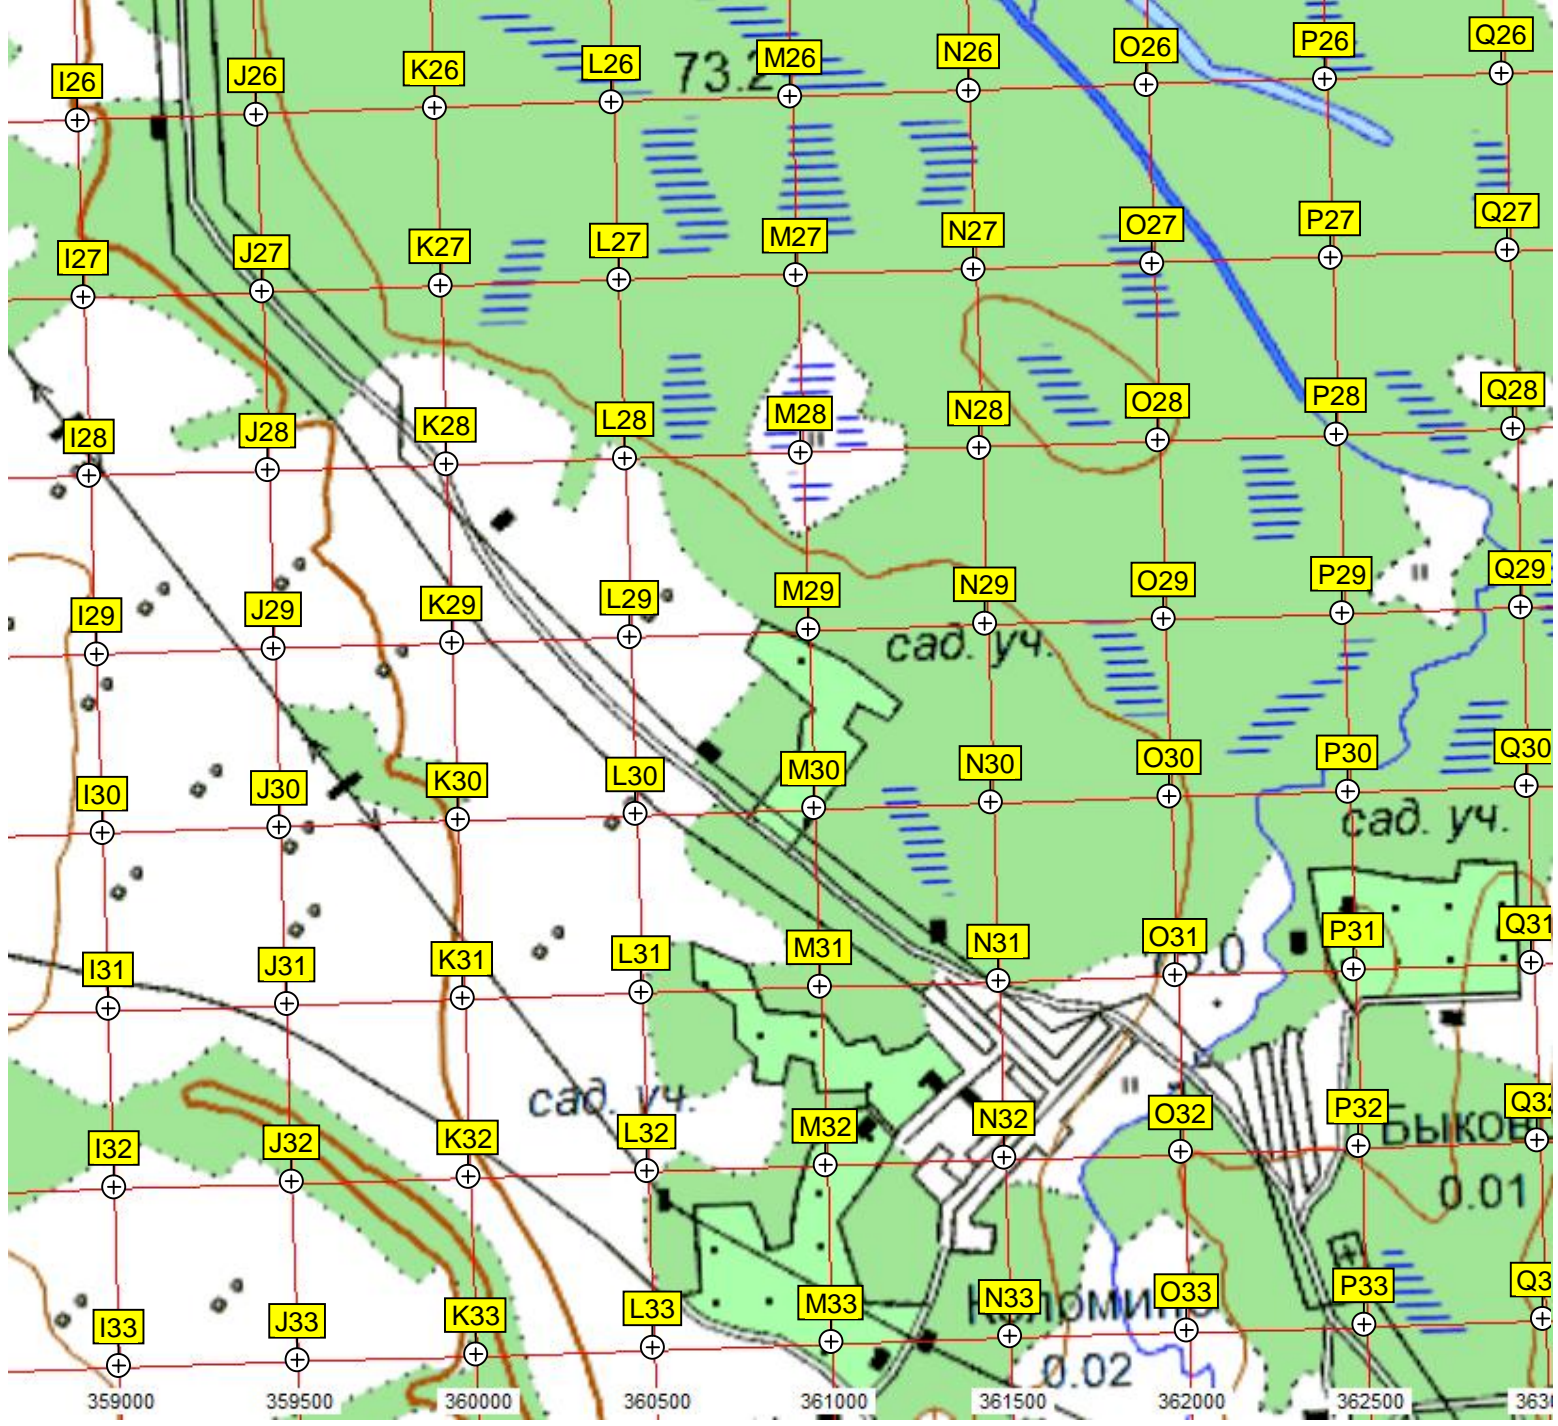 I26 J26 K26 L26 M26 N26 O26 P26 Q26
73.2
I27 J27 K27 L27 M27 N27 O27 P27 Q27
I28 J28 K28 L28 M28 N28 O28 P28 Q28
I29 J29 K29 L29 M29 N29 O29 P29 Q29
сад. уч.
I30 J30 K30 L30 M30 N30 O30 P30 Q30
сад. уч.
I31 J31 K31 L31 M31 N31 O31 P31 Q31
сад. уч.
I32 J32 K32 L32 M32 N32 O32 P32 Q32
Быков
0.01
I33 J33 K33 L33 M33 N33 O33 P33 Q3
0.02
359000 359500 360000 360500 361000 361500 362000 362500 3630